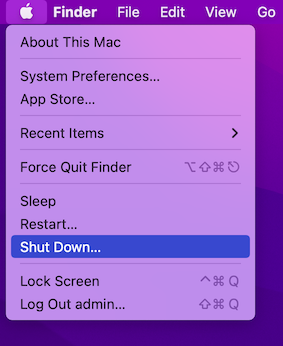 Finder File Edit View Go
About This Mac
System Preferences...
App Store...
Recent Items
Force Quit Finder ⌥⇧⌘⎋
Sleep
Restart...
Shut Down...
Lock Screen ^⌘Q
Log Out admin... ⇧⌘Q